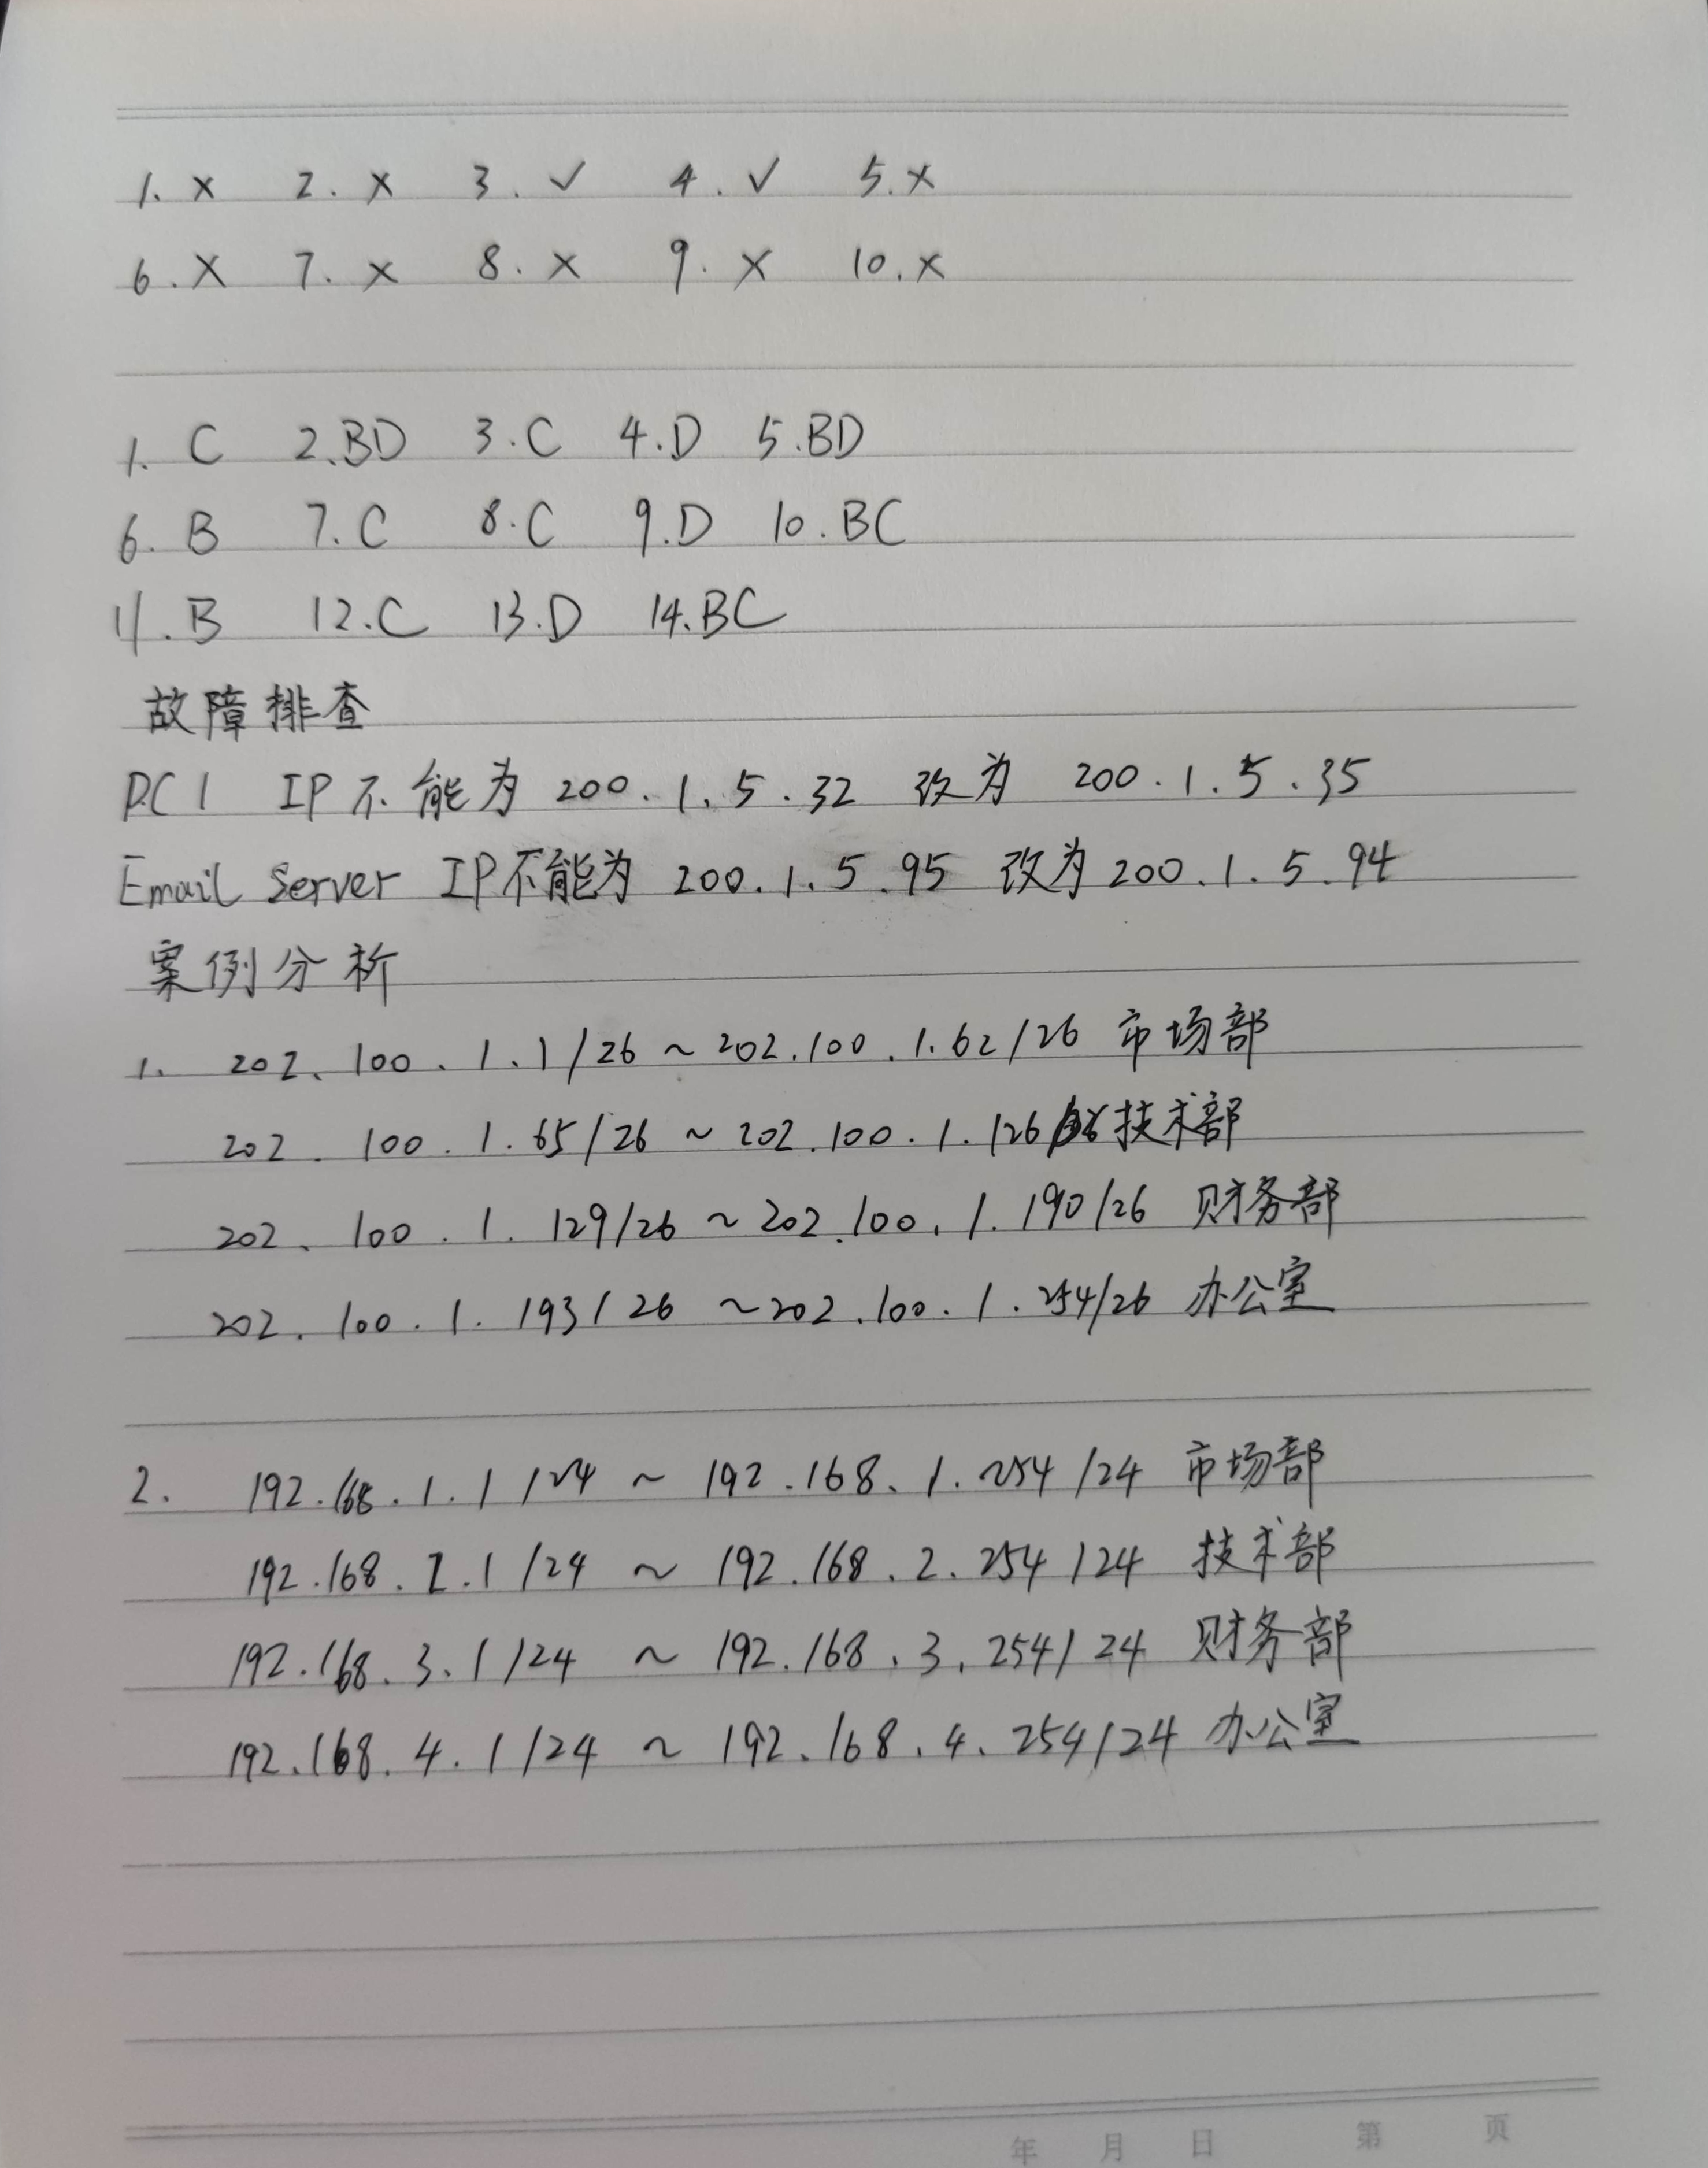 1. × 2. × 3. ✓ 4. ✓ 5. ×
6. × 7. × 8. × 9. × 10. ×
1. C 2. BD 3. C 4. D 5. BD
6. B 7. C 8. C 9. D 10. BC
11. B 12. C 13. D 14. BC
故障排查
PC1 IP不能为 200.1.5.32 改为 200.1.5.35
Email Server IP不能为 200.1.5.95 改为 200.1.5.94
案例分析
1. 202.100.1.1/26 ~ 202.100.1.62/26 市场部
202.100.1.65/26 ~ 202.100.1.126 技术部
202.100.1.129/26 ~ 202.100.1.190/26 财务部
202.100.1.193/26 ~ 202.100.1.254/26 办公室
2. 192.168.1.1/24 ~ 192.168.1.254/24 市场部
192.168.2.1/24 ~ 192.168.2.254/24 技术部
192.168.3.1/24 ~ 192.168.3.254/24 财务部
192.168.4.1/24 ~ 192.168.4.254/24 办公室
年 月 日 第 页